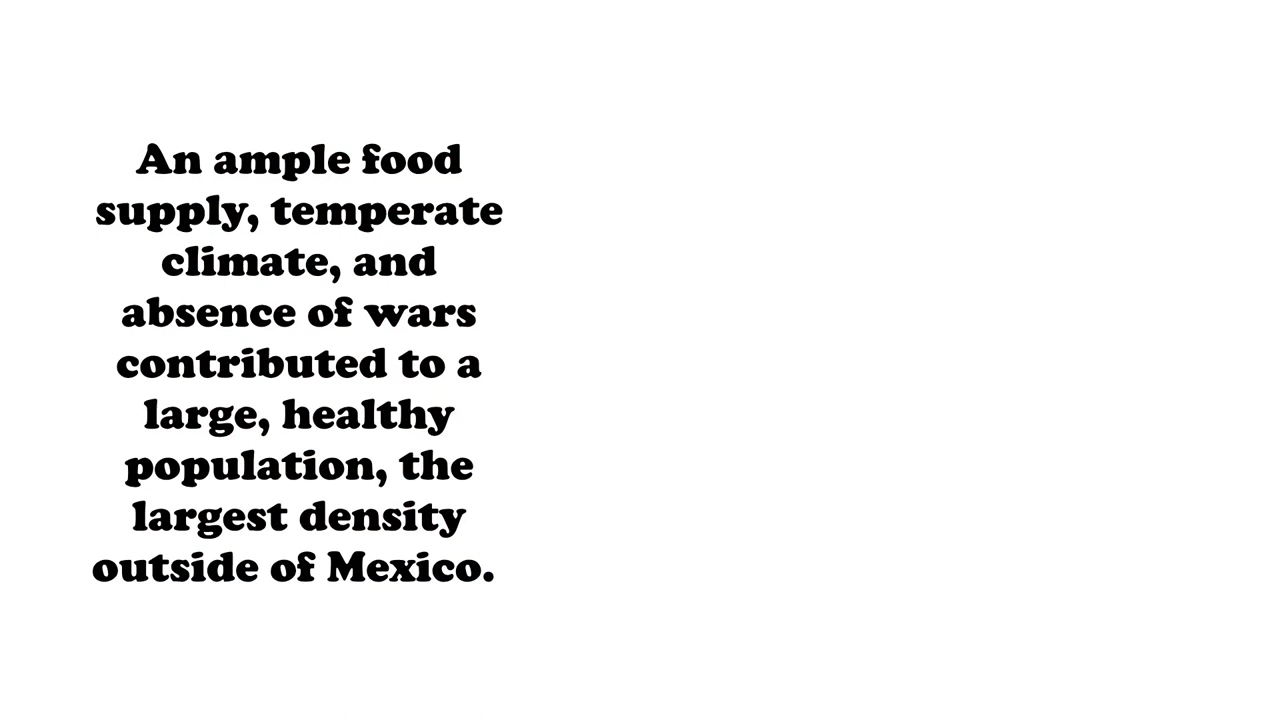 An ample food
supply, temperate
climate, and
absence of wars
contributed to a
large, healthy
population, the
largest density
outside of Mexico.